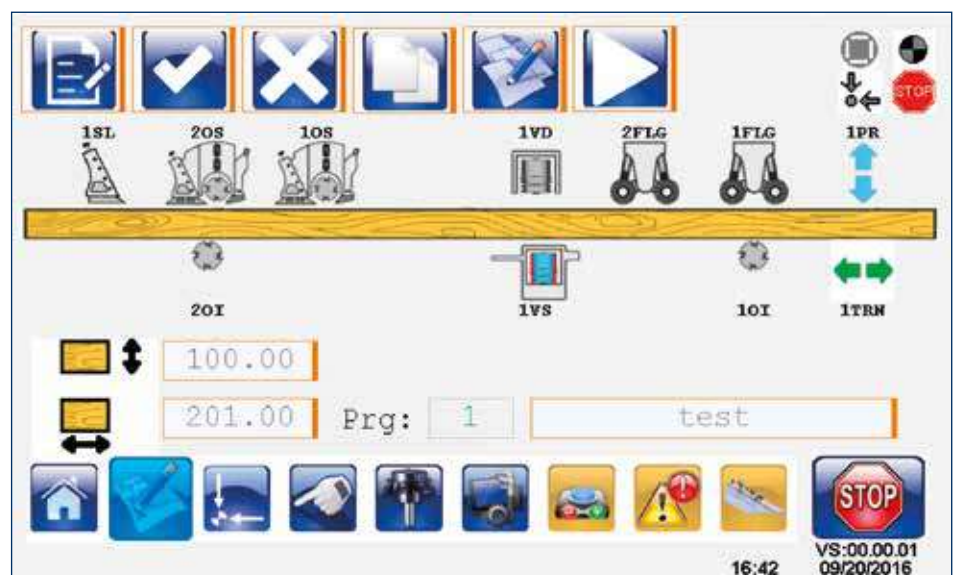 STOP
1SL 2OS 1OS 1VD 2FLG 1FLG 1PR
2OI 1VS 1OI 1TRN
100.00
201.00 Prg: 1 test
STOP
VS:00.00.01
16:42 09/20/2016